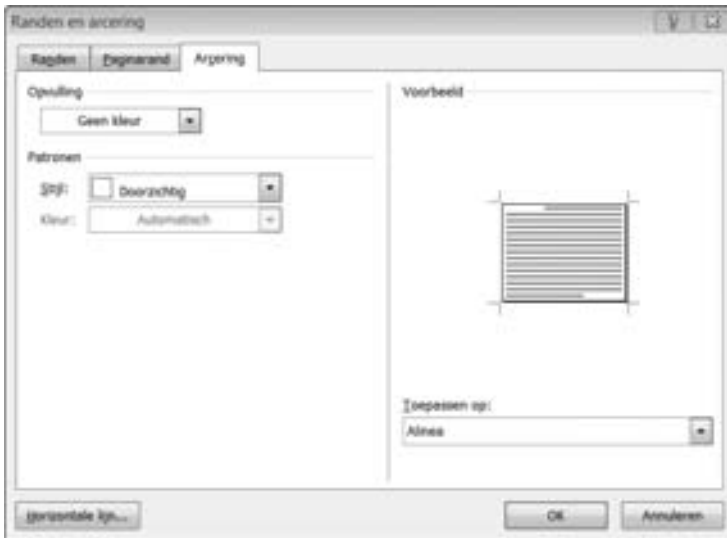 Randen en arcering
Randen Paginarand Arcering
Opvulling
Geen kleur
Patronen
Stijl: Doorzichtig
Kleur: Automatisch
Voorbeeld
Toepassen op:
Alinea
Horizontale lijn... OK Annuleren